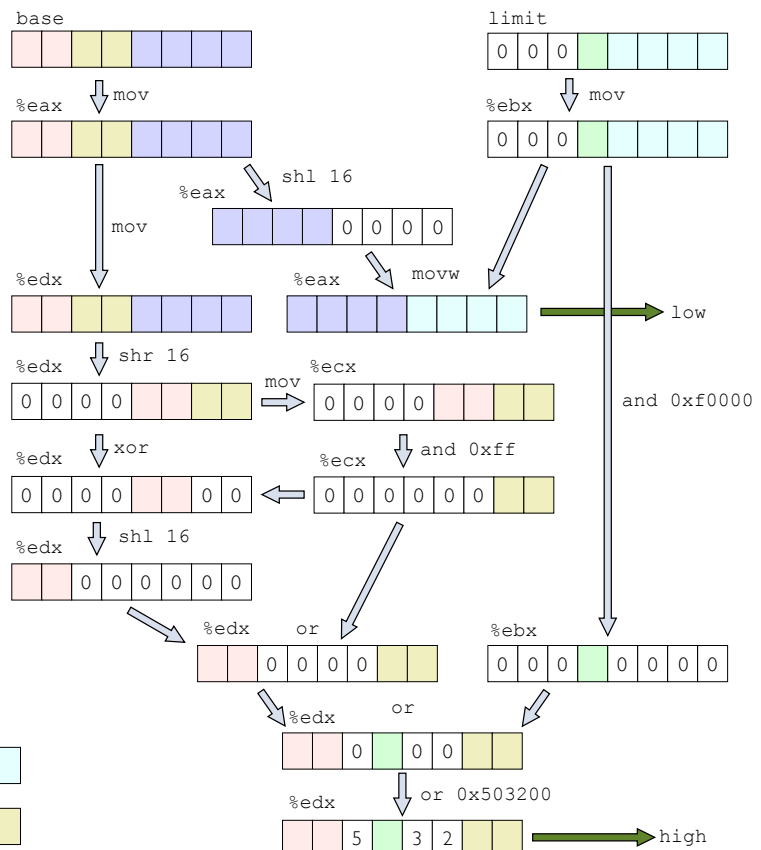 base
limit
0 0 0
mov
mov
%eax
%ebx
0 0 0
shl 16
%eax
0 0 0 0
mov
movw
%edx
%eax
low
shr 16
%edx
mov
%ecx
0 0 0 0
0 0 0 0
and 0xf0000
xor
and 0xff
%edx
%ecx
0 0 0 0 0 0
0 0 0 0 0 0
shl 16
%edx
0 0 0 0 0 0
%edx
or
%ebx
0 0 0 0
0 0 0 0 0 0 0
or
%edx
0 0 0
or 0x503200
%edx
5 3 2
high